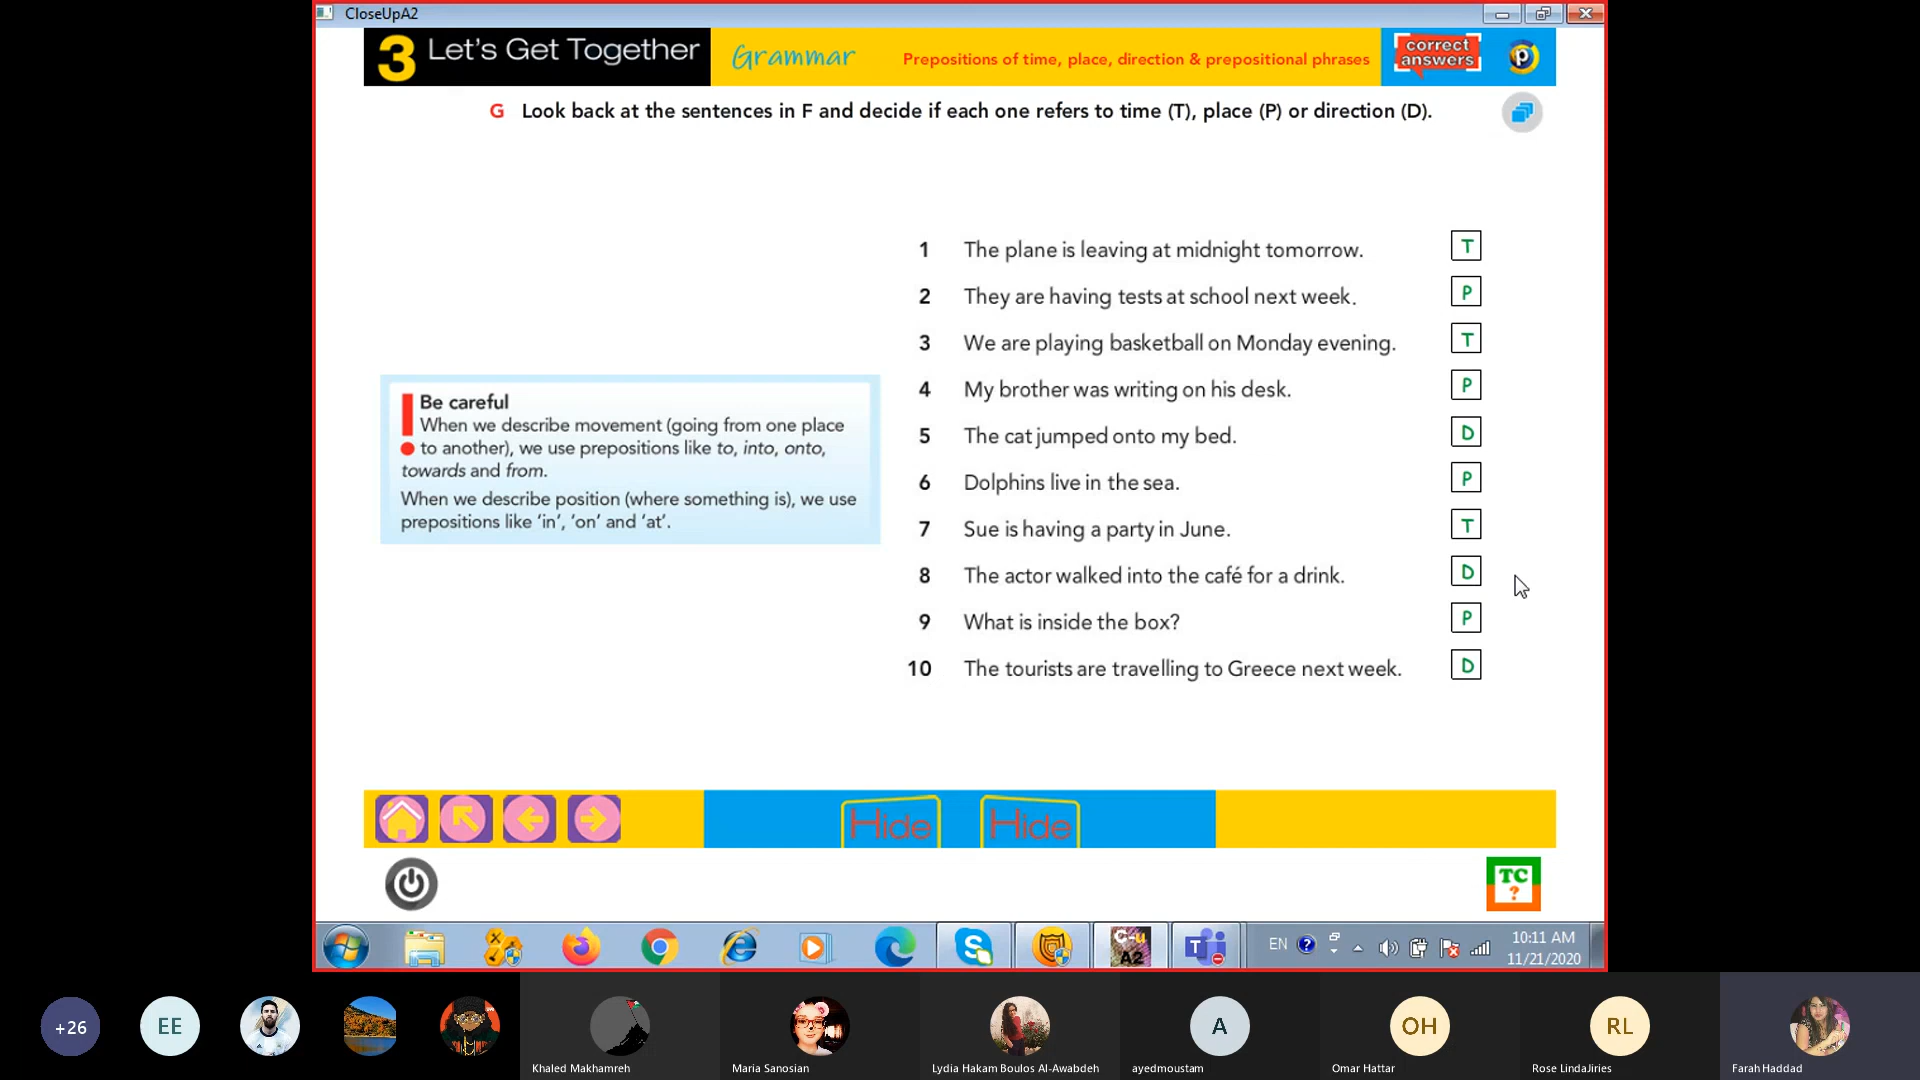 CloseUpA2
3 Let's Get Together
Grammar
Prepositions of time, place, direction & prepositional phrases
correct
answers
p
G Look back at the sentences in F and decide if each one refers to time (T), place (P) or direction (D).
1 The plane is leaving at midnight tomorrow. T
2 They are having tests at school next week. P
3 We are playing basketball on Monday evening. T
4 My brother was writing on his desk. P
5 The cat jumped onto my bed. D
6 Dolphins live in the sea. P
7 Sue is having a party in June. T
8 The actor walked into the café for a drink. D
9 What is inside the box? P
10 The tourists are travelling to Greece next week. D
Be careful
When we describe movement (going from one place
to another), we use prepositions like to, into, onto,
towards and from.
When we describe position (where something is), we use
prepositions like 'in', 'on' and 'at'.
Hide Hide
TC
?
C-u
A2
EN
10:11 AM
11/21/2020
+26
EE
A
OH
RL
Khaled Makhamreh
Maria Sanosian
Lydia Hakam Boulos Al-Awabdeh
ayedmoustam
Omar Hattar
Rose LindaJiries
Farah Haddad